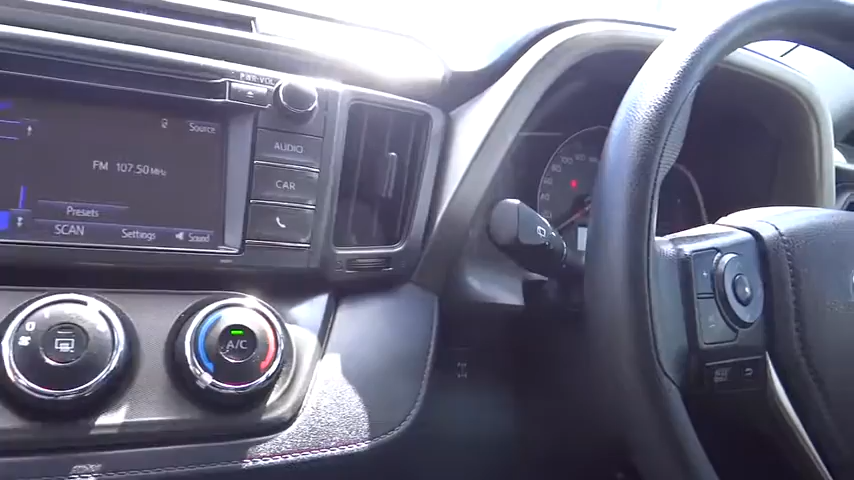 PWR·VOL
Source
AUDIO
FM 107.50 MHz
CAR
Presets
SCAN
Settings
Sound
A/C